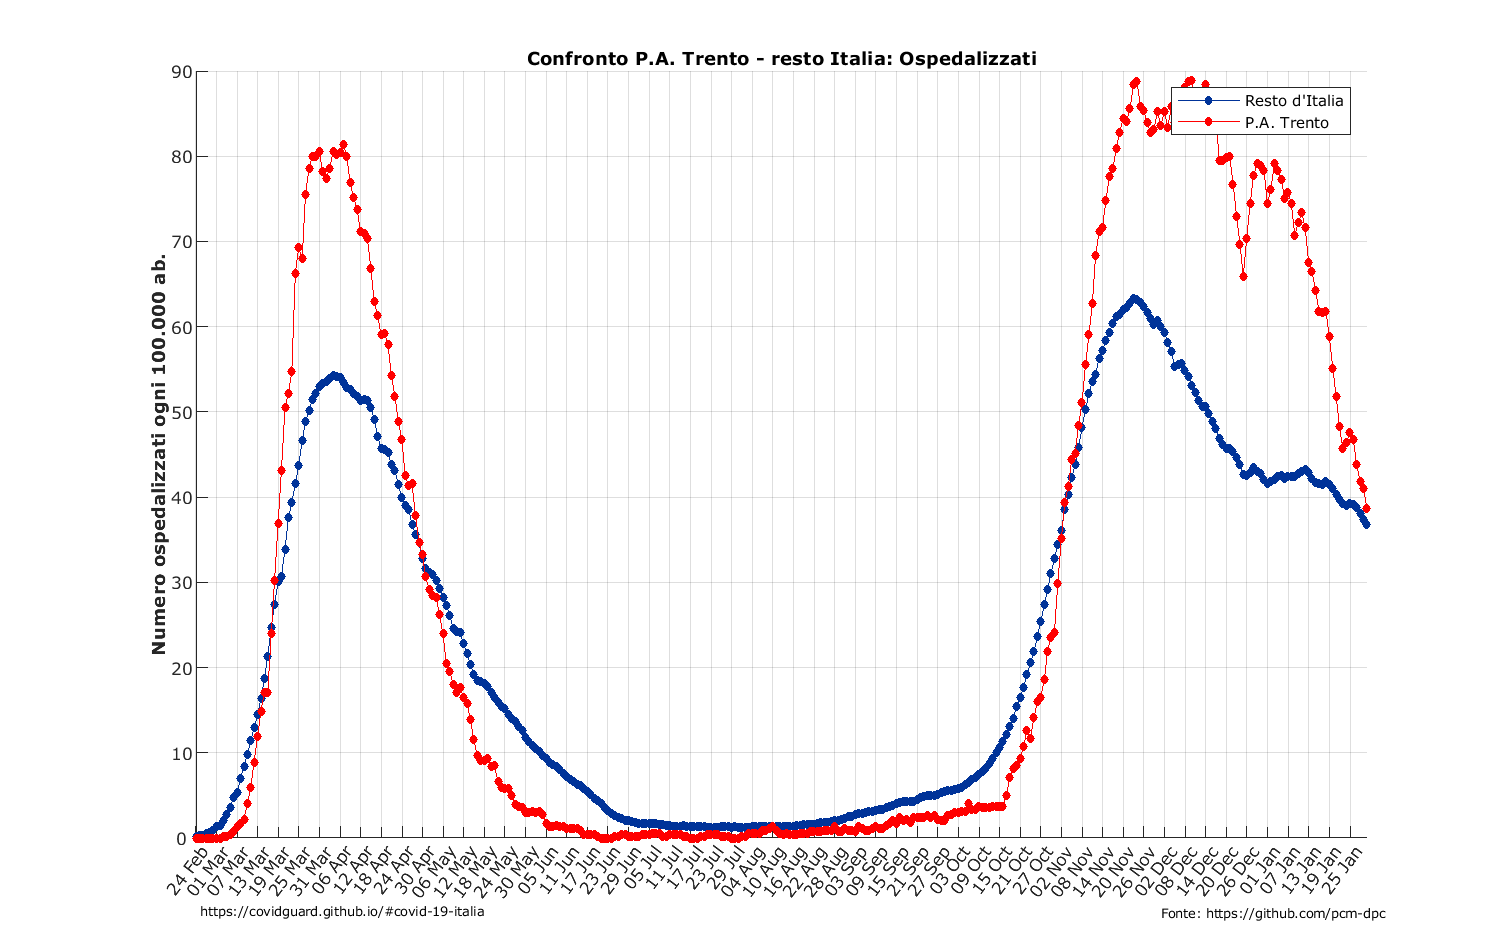 Confronto P.A. Trento - resto Italia: Ospedalizzati
Numero ospedalizzati ogni 100.000 ab.
90
80
70
60
50
40
30
20
10
0
Resto d'Italia
P.A. Trento
24 Feb
01 Mar
07 Mar
13 Mar
19 Mar
25 Mar
31 Mar
06 Apr
12 Apr
18 Apr
24 Apr
30 Apr
06 May
12 May
18 May
24 May
30 May
05 Jun
11 Jun
17 Jun
23 Jun
29 Jun
05 Jul
11 Jul
17 Jul
23 Jul
29 Jul
04 Aug
10 Aug
16 Aug
22 Aug
28 Aug
03 Sep
09 Sep
15 Sep
21 Sep
27 Sep
03 Oct
09 Oct
15 Oct
21 Oct
27 Oct
02 Nov
08 Nov
14 Nov
20 Nov
26 Nov
02 Dec
08 Dec
14 Dec
20 Dec
26 Dec
01 Jan
07 Jan
13 Jan
19 Jan
25 Jan
https://covidguard.github.io/#covid-19-italia
Fonte: https://github.com/pcm-dpc